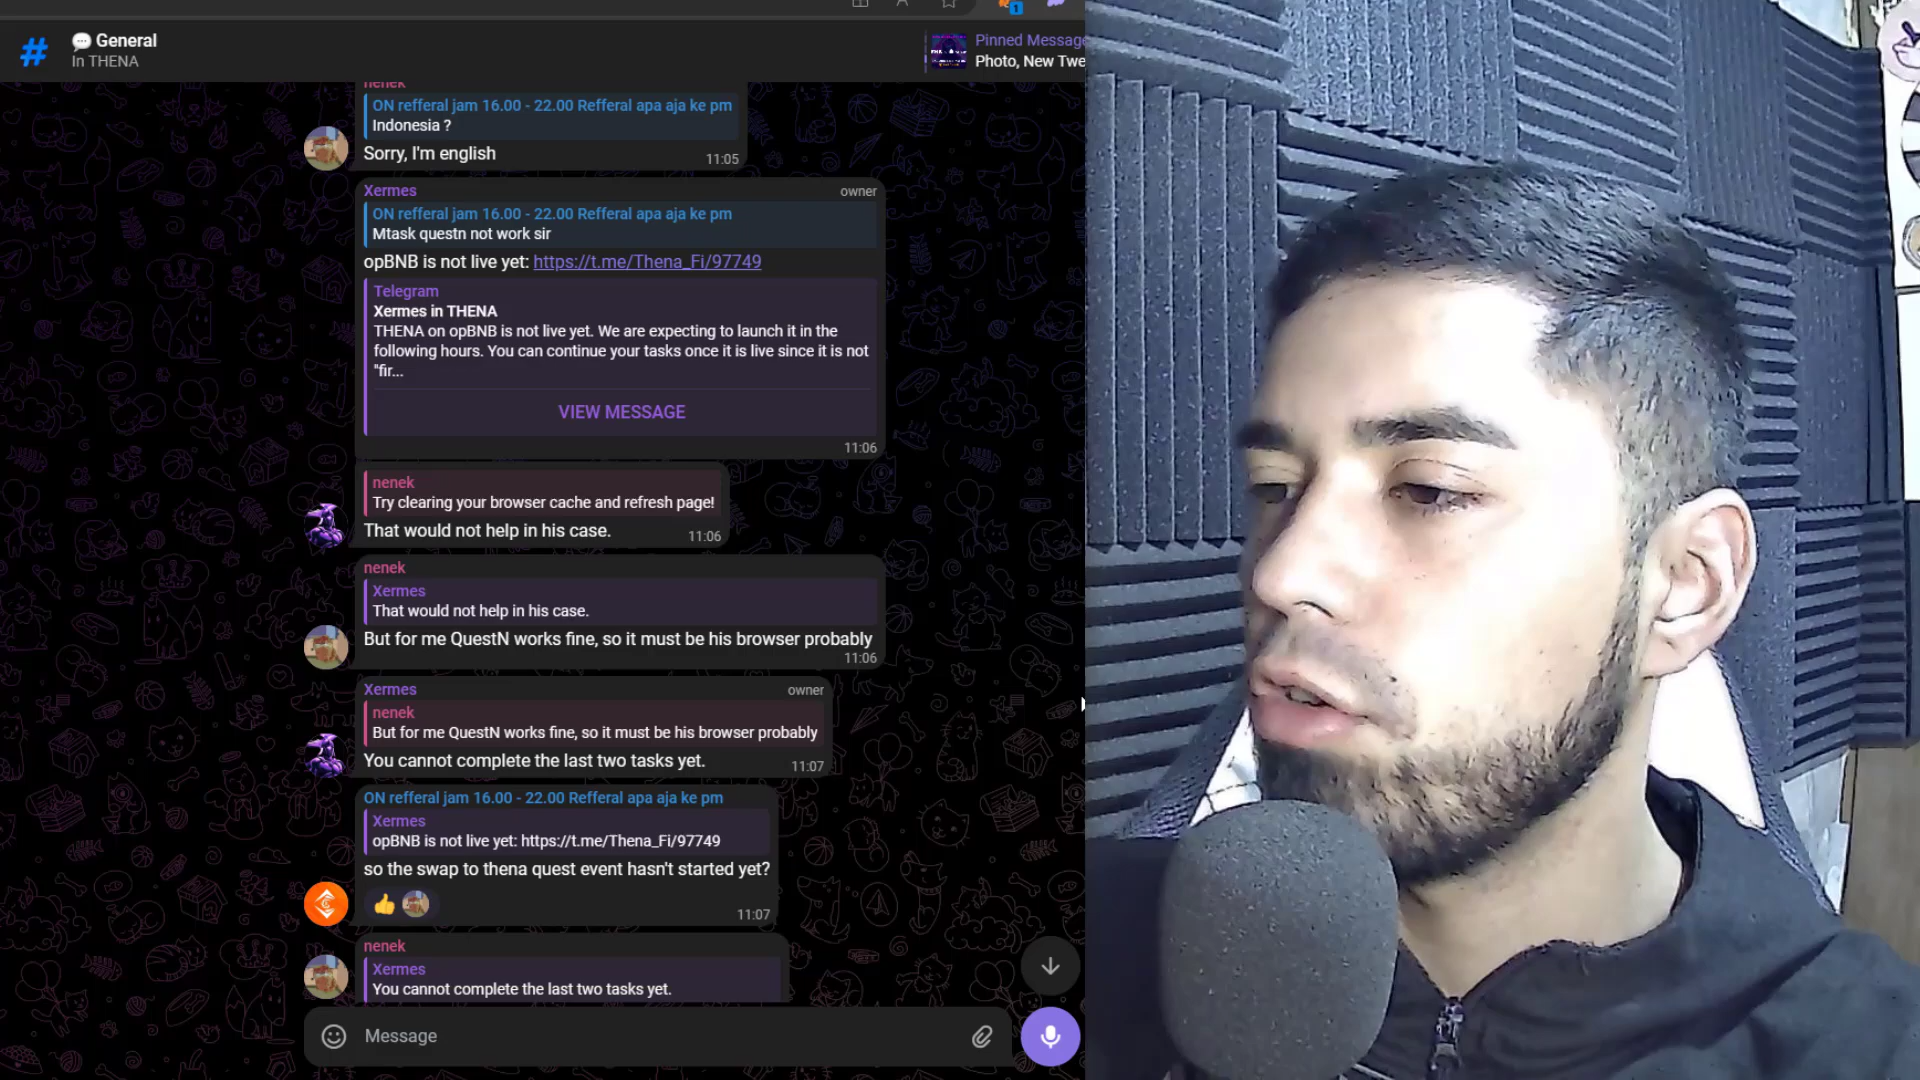 1
💬 General
In THENA
Pinned Message
Photo, New Twe
nenek
ON refferal jam 16.00 - 22.00 Refferal apa aja ke pm
Indonesia ?
Sorry, I'm english
11:05
Xermes
owner
ON refferal jam 16.00 - 22.00 Refferal apa aja ke pm
Mtask questn not work sir
opBNB is not live yet: https://t.me/Thena_Fi/97749
Telegram
Xermes in THENA
THENA on opBNB is not live yet. We are expecting to launch it in the
following hours. You can continue your tasks once it is live since it is not
"fir...
VIEW MESSAGE
11:06
nenek
Try clearing your browser cache and refresh page!
That would not help in his case.
11:06
nenek
Xermes
That would not help in his case.
But for me QuestN works fine, so it must be his browser probably
11:06
Xermes
owner
nenek
But for me QuestN works fine, so it must be his browser probably
You cannot complete the last two tasks yet.
11:07
ON refferal jam 16.00 - 22.00 Refferal apa aja ke pm
Xermes
opBNB is not live yet: https://t.me/Thena_Fi/97749
so the swap to thena quest event hasn't started yet?
👍
11:07
nenek
Xermes
You cannot complete the last two tasks yet.
Message